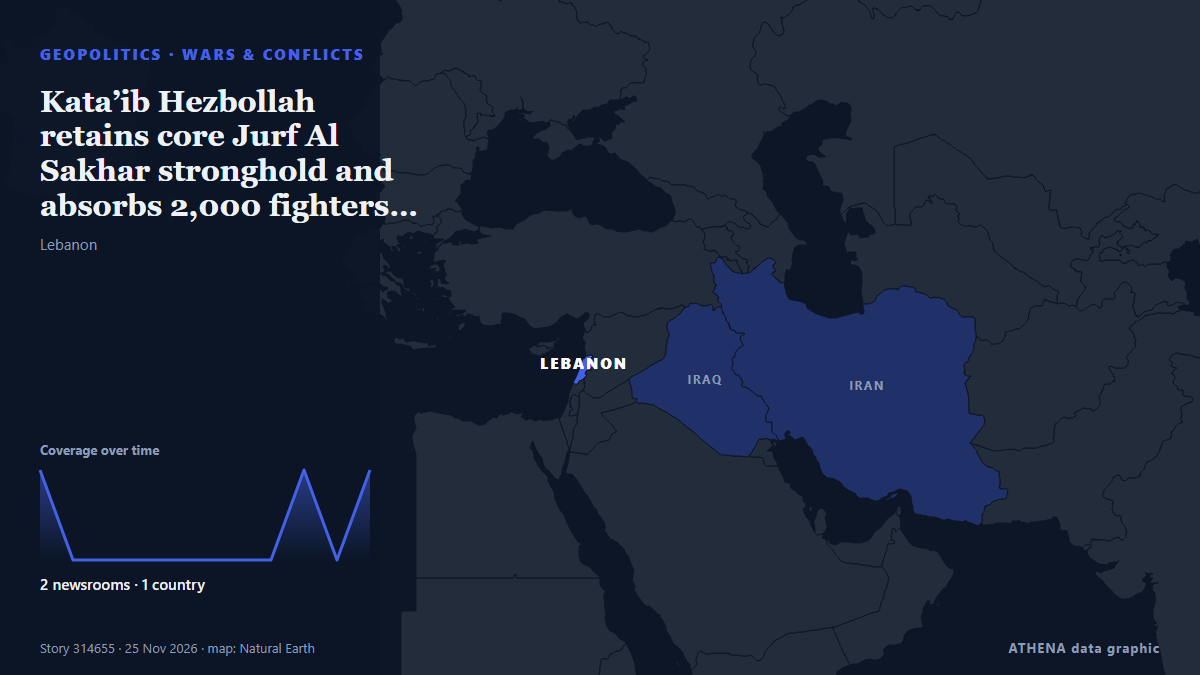 GEOPOLITICS · WARS & CONFLICTS
Kata’ib Hezbollah
retains core Jurf Al
Sakhar stronghold and
absorbs 2,000 fighters…
Lebanon
LEBANON
IRAQ
IRAN
Coverage over time
2 newsrooms · 1 country
Story 314655 · 25 Nov 2026 · map: Natural Earth
ATHENA data graphic